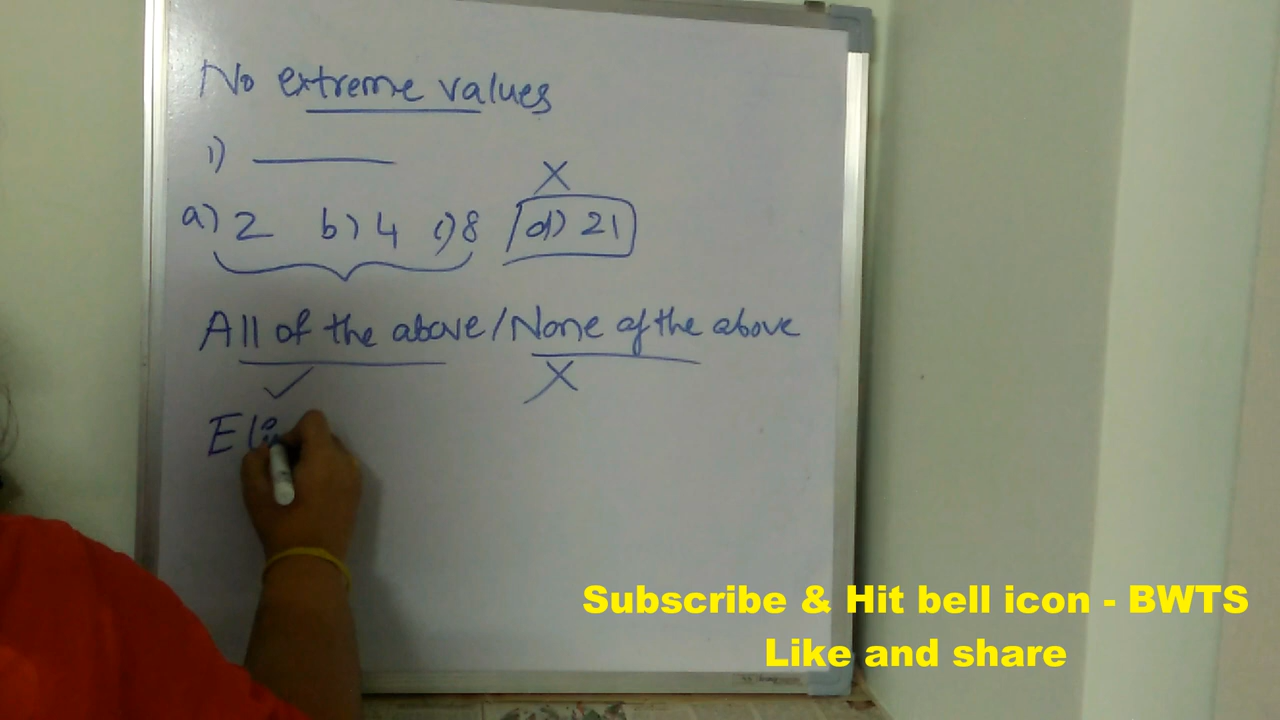 No extreme values
1)
X
a) 2 b) 4 c) 8 d) 21
All of the above / None of the above
X
Eli
Subscribe & Hit bell icon - BWTS
Like and share